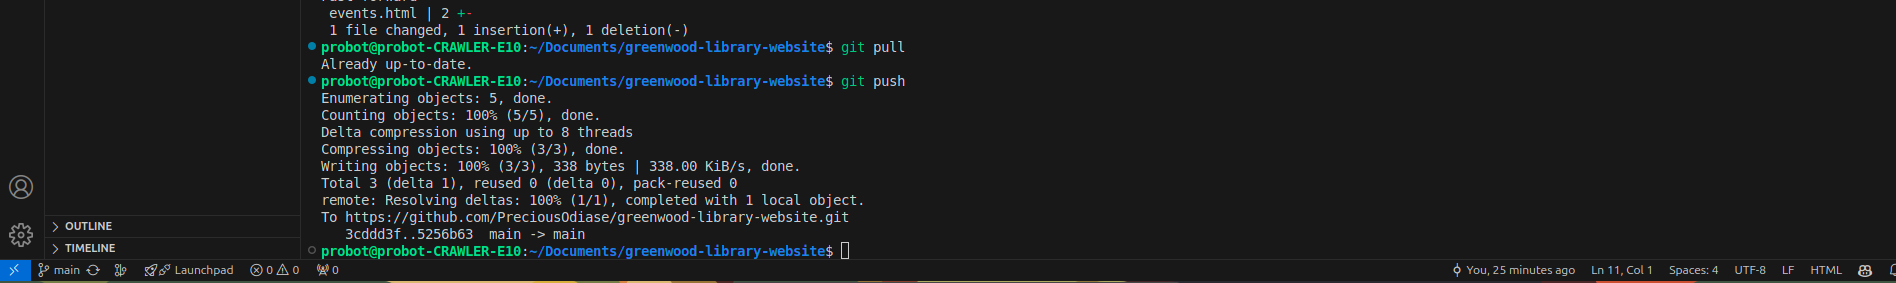 events.html | 2 +-
1 file changed, 1 insertion(+), 1 deletion(-)
probot@probot-CRAWLER-E10:~/Documents/greenwood-library-website$ git pull
Already up-to-date.
probot@probot-CRAWLER-E10:~/Documents/greenwood-library-website$ git push
Enumerating objects: 5, done.
Counting objects: 100% (5/5), done.
Delta compression using up to 8 threads
Compressing objects: 100% (3/3), done.
Writing objects: 100% (3/3), 338 bytes | 338.00 KiB/s, done.
Total 3 (delta 1), reused 0 (delta 0), pack-reused 0
remote: Resolving deltas: 100% (1/1), completed with 1 local object.
To https://github.com/PreciousOdiase/greenwood-library-website.git
3cddd3f..5256b63  main -> main
probot@probot-CRAWLER-E10:~/Documents/greenwood-library-website$
OUTLINE
TIMELINE
main Launchpad 0 0 0 You, 25 minutes ago Ln 11, Col 1 Spaces: 4 UTF-8 LF HTML